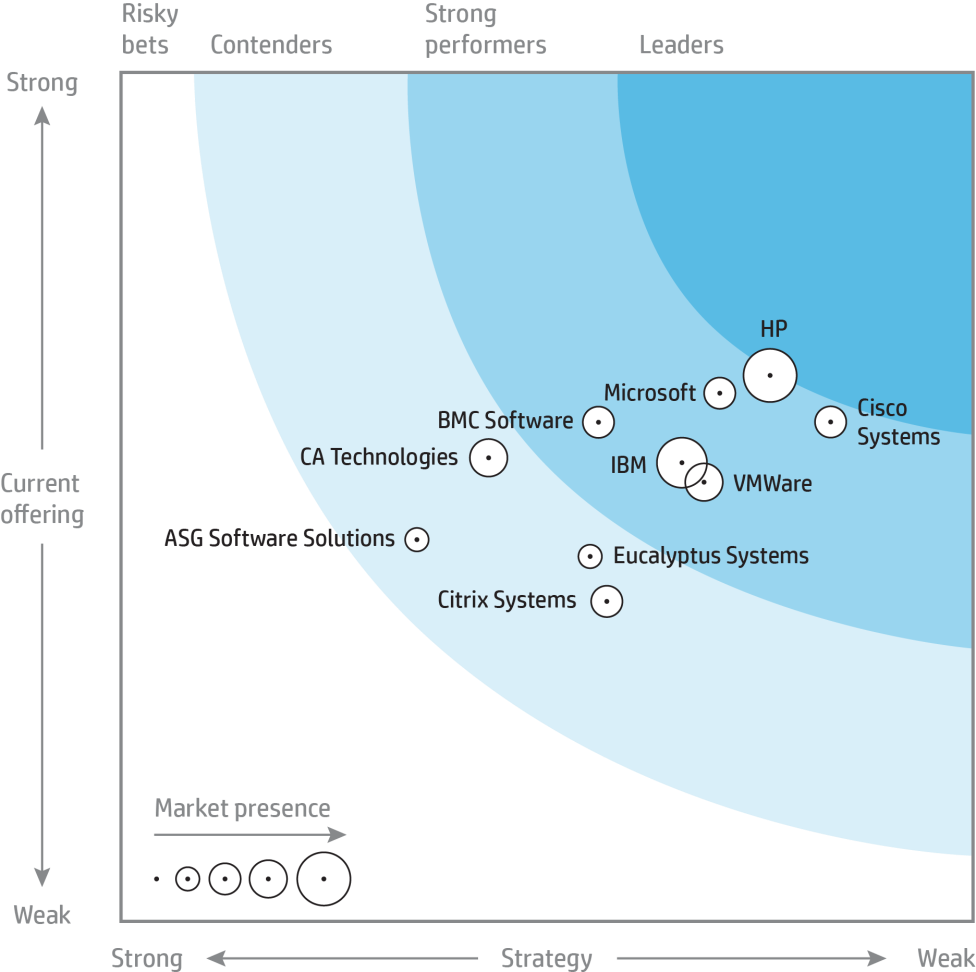 Risky
bets
Contenders
Strong
performers
Leaders
Strong
HP
Microsoft
Cisco
Systems
BMC Software
CA Technologies
IBM
VMWare
Current
offering
ASG Software Solutions
Eucalyptus Systems
Citrix Systems
Market presence
Weak
Strong
Strategy
Weak